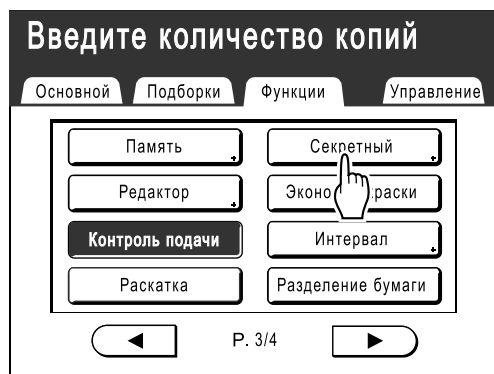 Введите количество копий
Основной Подборки Функции Управление
Память Секретный
Редактор
Контроль подачи Интервал
Раскатка Разделение бумаги
P. 3/4